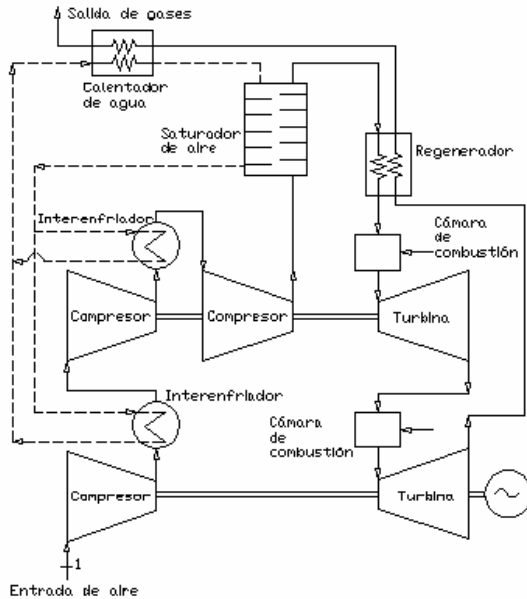 Salida de gases
Calentador
de agua
Saturador
de aire
Regenerador
Interenfriador
Cámara
de
combustión
Compresor
Compresor
Turbina
Interenfriador
Cámara
de
combustión
Compresor
Turbina
1
Entrada de aire